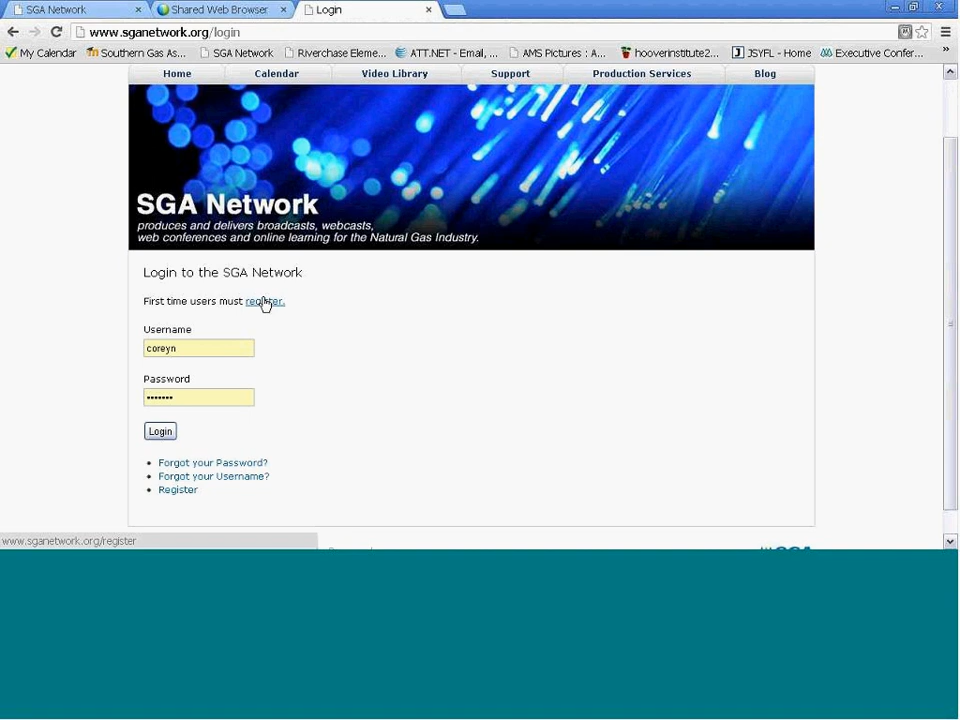 SGA Network
Shared Web Browser
Login
www.sganetwork.org/login
My Calendar
Southern Gas As...
SGA Network
Riverchase Eleme...
ATT.NET - Email, ...
AMS Pictures : A...
hooverinstitute2...
JSYFL - Home
Executive Confer...
Home
Calendar
Video Library
Support
Production Services
Blog
SGA Network
produces and delivers broadcasts, webcasts,
web conferences and online learning for the Natural Gas Industry.
Login to the SGA Network
First time users must register.
Username
coreyn
Password
•••••••
Login
Forgot your Password?
Forgot your Username?
Register
www.sganetwork.org/register